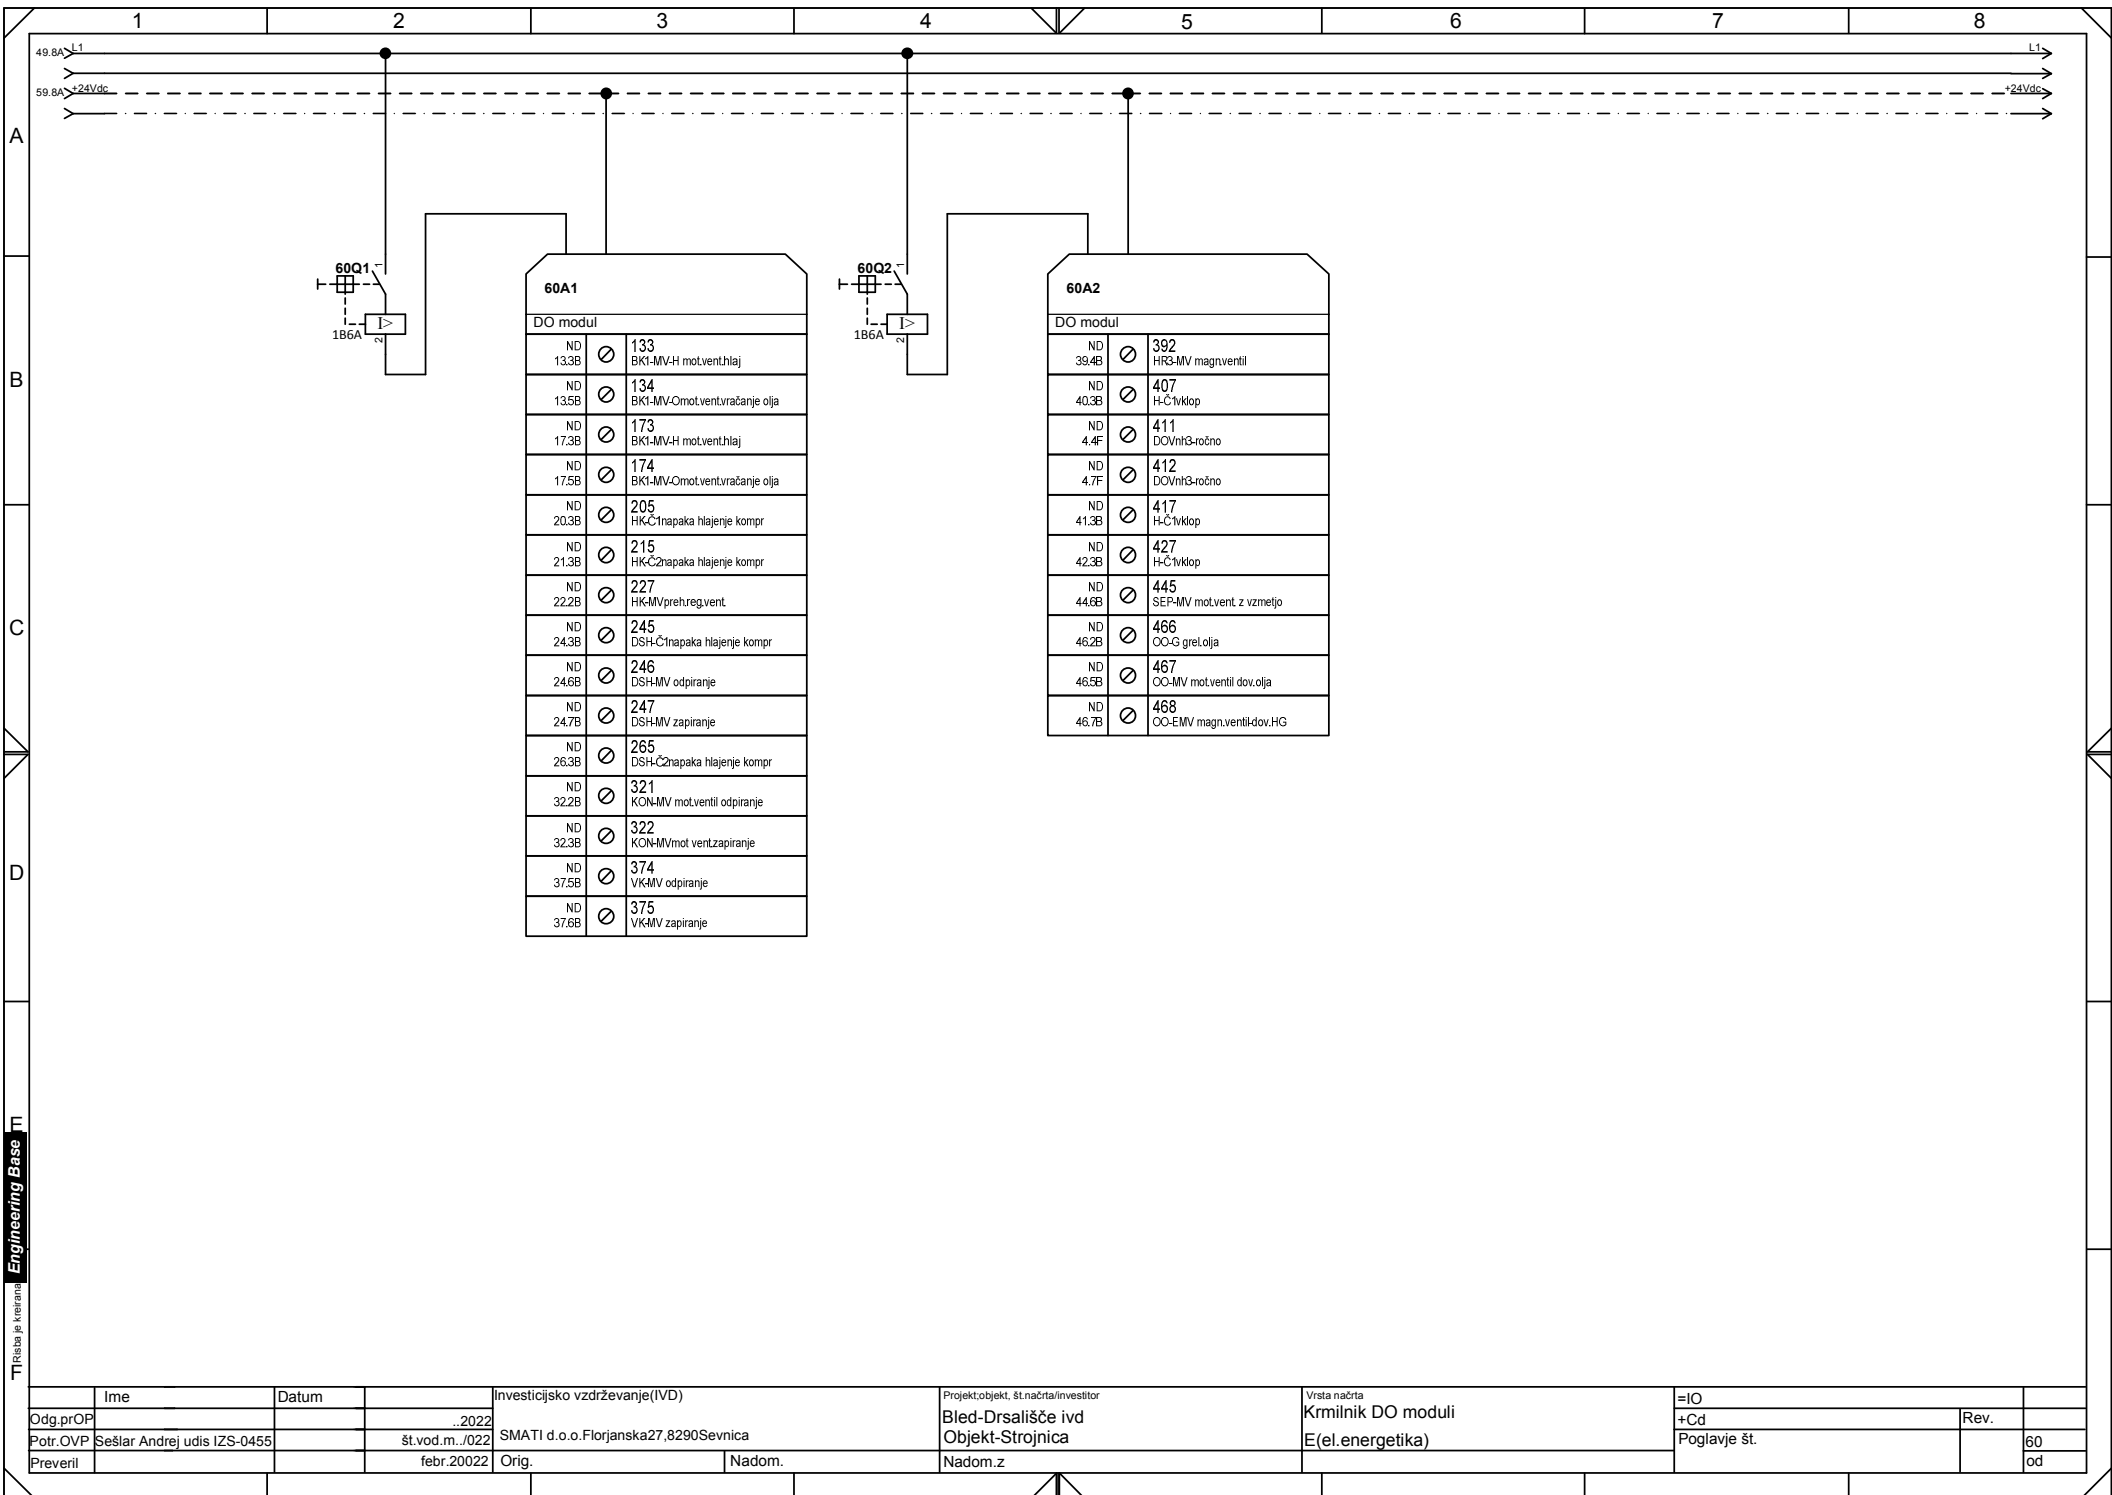 1 2 3 4 5 6 7 8
49.8A L1 L1
59.8A +24Vdc +24Vdc
A
B
C
D
E
F
60Q1
1
I>
1B6A
2
60A1
DO modul
ND 133
13.3B BK1-MV-H mot.vent.hlaj
ND 134
13.5B BK1-MV-Omot.vent.vračanje olja
ND 173
17.3B BK1-MV-H mot.vent.hlaj
ND 174
17.5B BK1-MV-Omot.vent.vračanje olja
ND 205
20.3B HK-Č1napaka hlajenje kompr
ND 215
21.3B HK-Č2napaka hlajenje kompr
ND 227
22.2B HK-MVpreh.reg.vent.
ND 245
24.3B DSH-Č1napaka hlajenje kompr
ND 246
24.6B DSH-MV odpiranje
ND 247
24.7B DSH-MV zapiranje
ND 265
26.3B DSH-Č2napaka hlajenje kompr
ND 321
32.2B KON-MV mot.ventil odpiranje
ND 322
32.3B KON-MVmot vent.zapiranje
ND 374
37.5B VK-MV odpiranje
ND 375
37.6B VK-MV zapiranje
60Q2
1
I>
1B6A
2
60A2
DO modul
ND 392
39.4B HR3-MV magn.ventil
ND 407
40.3B H-Č1vklop
ND 411
4.4F DOVnh3-ročno
ND 412
4.7F DOVnh3-ročno
ND 417
41.3B H-Č1vklop
ND 427
42.3B H-Č1vklop
ND 445
44.6B SEP-MV mot.vent. z vzmetjo
ND 466
46.2B OO-G grel.olja
ND 467
46.5B OO-MV mot.ventil dov.olja
ND 468
46.7B OO-EMV magn.ventil-dov.HG
Risba je kreirana Engineering Base
Ime Datum
Odg.prOP ..2022
Potr.OVP Sešlar Andrej udis IZS-0455 št.vod.m../022
Preveril febr.20022
Investicijsko vzdrževanje(IVD)
SMATI d.o.o.Florjanska27,8290Sevnica
Orig. Nadom.
Projekt;objekt, št.načrta/investitor
Bled-Drsališče ivd
Objekt-Strojnica
Nadom.z
Vrsta načrta
Krmilnik DO moduli
E(el.energetika)
=IO
+Cd Rev.
Poglavje št. 60
od